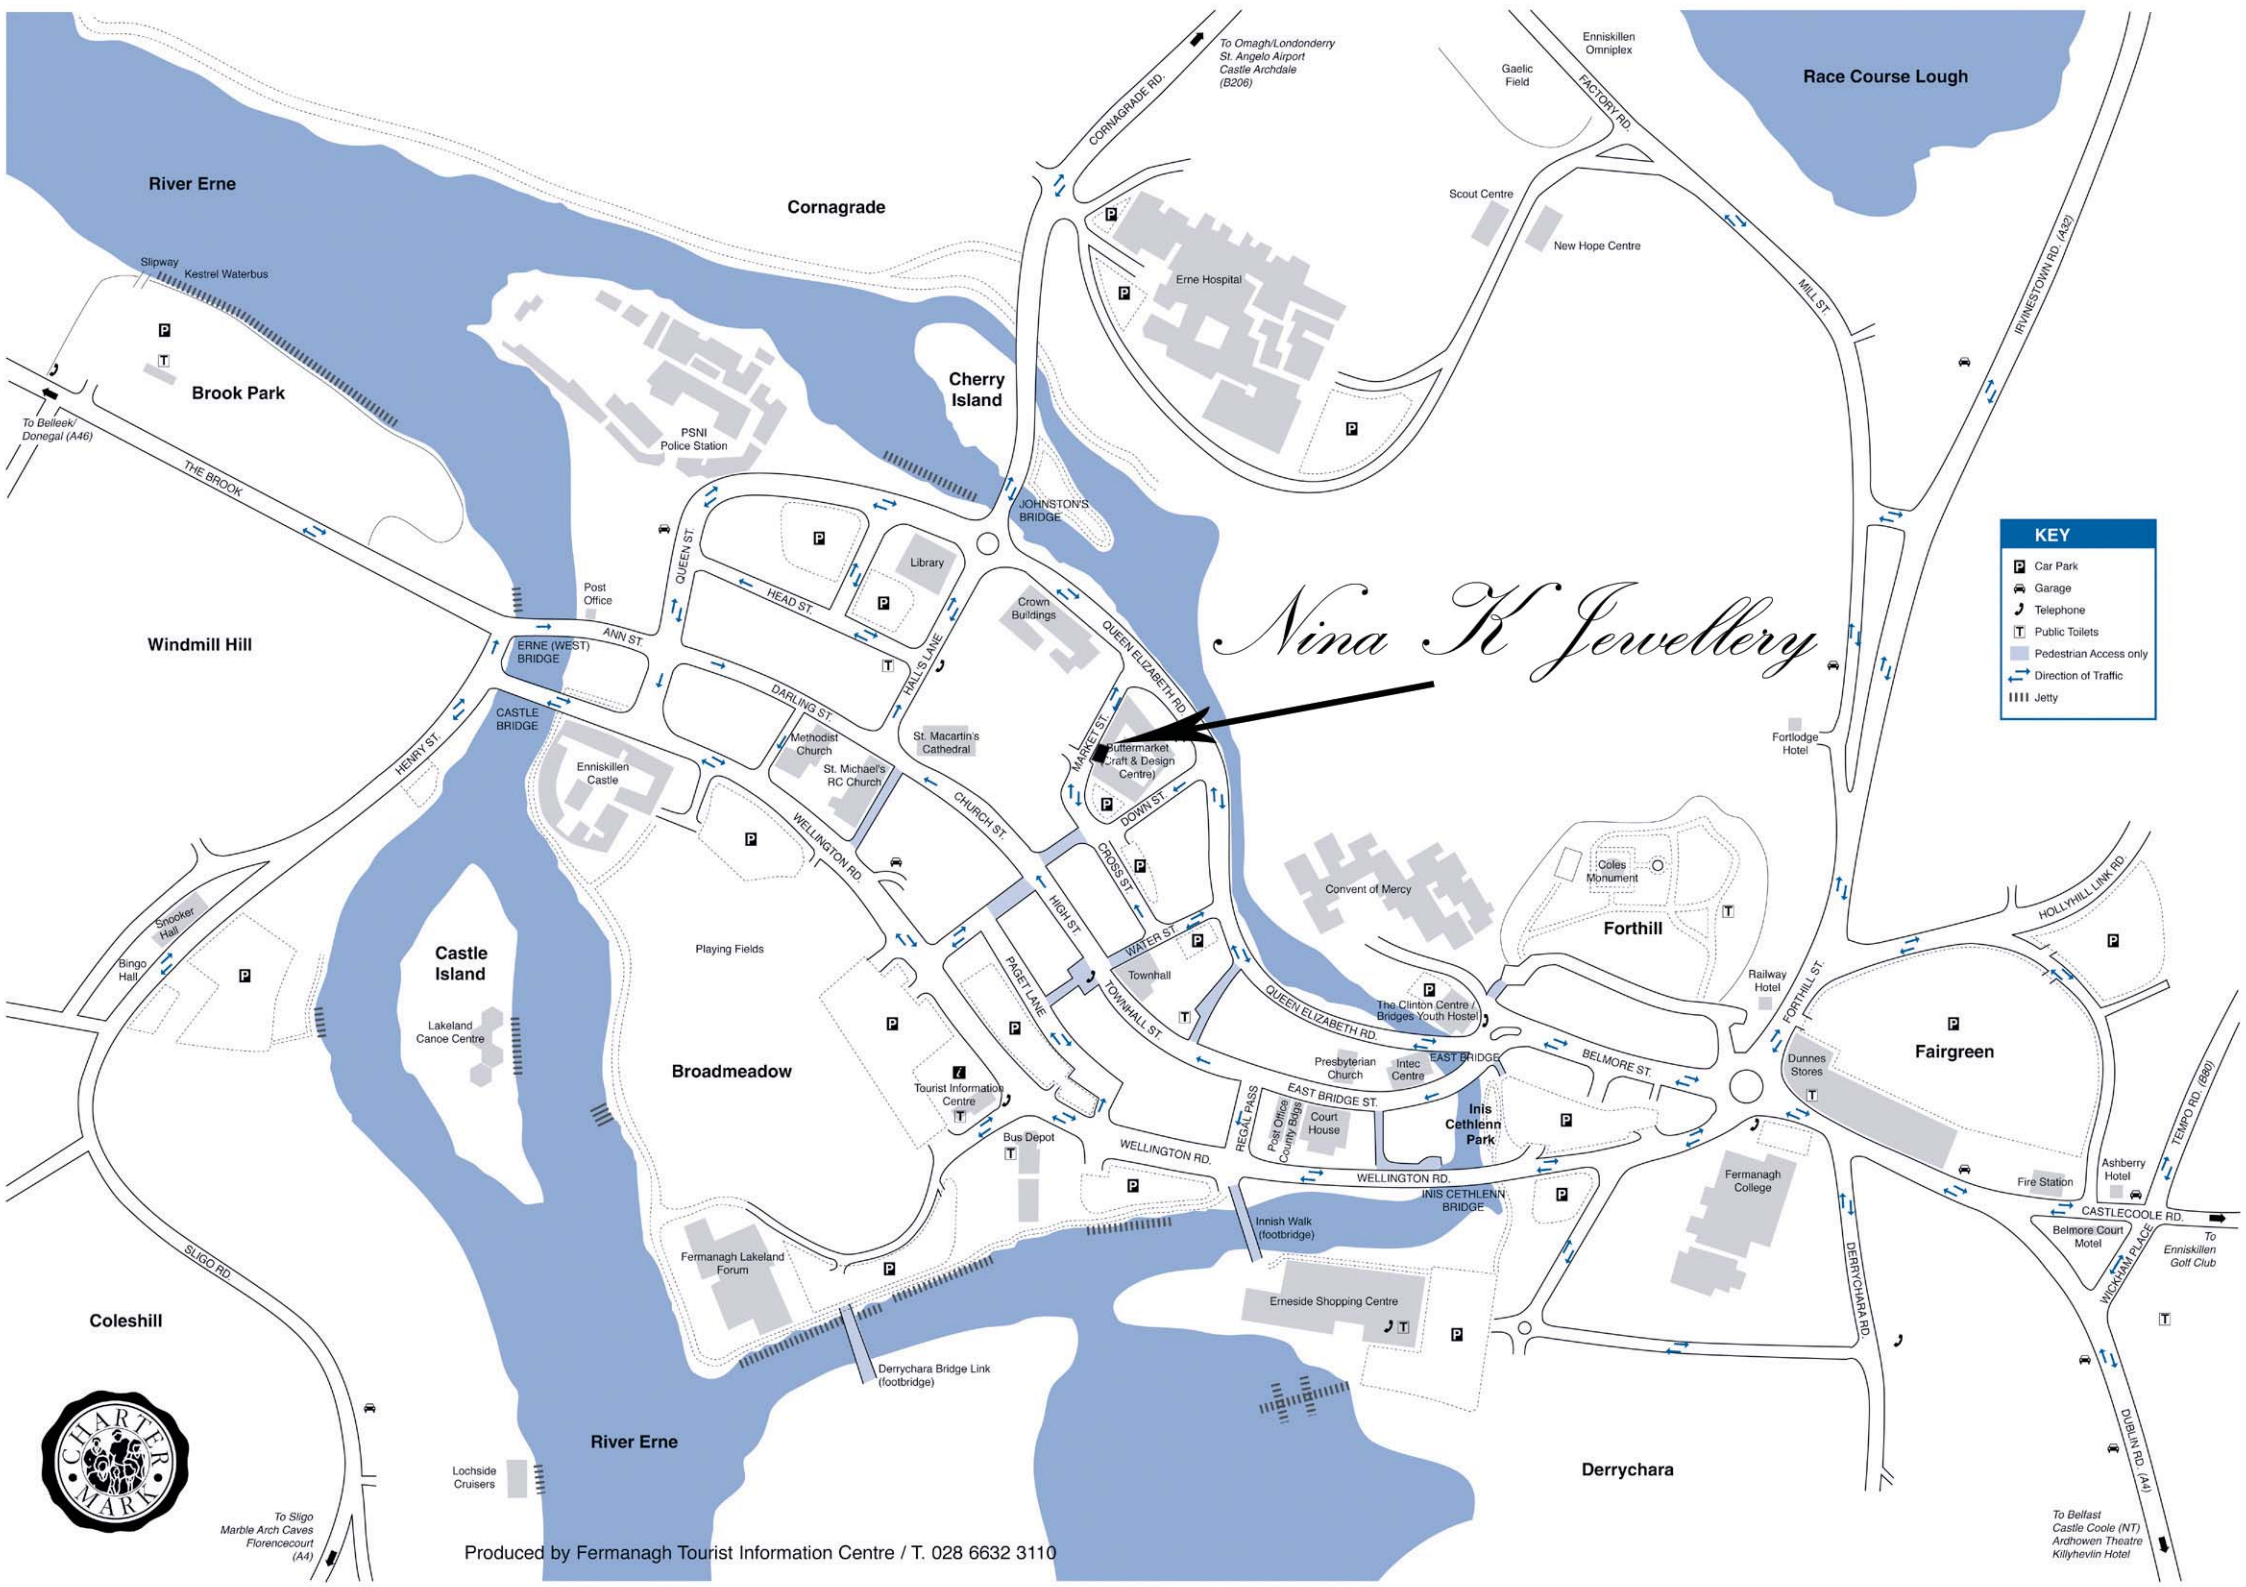 To Omagh/Londonderry
St. Angelo Airport
Castle Archdale
(B206)
CORNAGRADE RD.
Enniskillen
Omniplex
Gaelic
Field
FACTORY RD.
Race Course Lough
River Erne
Cornagrade
Scout Centre
New Hope Centre
Slipway
Kestrel Waterbus
P
Erne Hospital
P
P
MILL ST.
IRVINESTOWN RD. (A32)
P
T
Brook Park
Cherry
Island
To Belleek/
Donegal (A46)
PSNI
Police Station
P
THE BROOK
JOHNSTON'S
BRIDGE
QUEEN ST.
P
Library
KEY
P Car Park
Garage
Telephone
T Public Toilets
Pedestrian Access only
Direction of Traffic
Jetty
Post
Office
HEAD ST.
P
Crown
Buildings
Nina K Jewellery
Windmill Hill
ANN ST.
ERNE (WEST)
BRIDGE
QUEEN ELIZABETH RD.
T
HALL'S LANE
DARLING ST.
CASTLE
BRIDGE
HENRY ST.
Methodist
Church
St. Macartin's
Cathedral
MARKET ST.
Buttermarket
Craft & Design
Centre)
Fortlodge
Hotel
Enniskillen
Castle
St. Michael's
RC Church
P
DOWN ST.
CHURCH ST.
P
WELLINGTON RD.
CROSS ST.
P
Convent of Mercy
Coles
Monument
T
Forthill
HOLLYHILL LINK RD.
P
Snooker
Hall
Bingo
Hall
P
Castle
Island
Playing Fields
HIGH ST.
WATER ST.
P
Townhall
PAGET LANE
TOWNHALL ST.
T
QUEEN ELIZABETH RD.
P
The Clinton Centre /
Bridges Youth Hostel
Railway
Hotel
FORTHILL ST.
Lakeland
Canoe Centre
P
P
P
Fairgreen
Broadmeadow
i
Tourist Information
Centre
T
Presbyterian
Church
Intec
Centre
EAST BRIDGE
BELMORE ST.
Dunnes
Stores
T
EAST BRIDGE ST.
REGAL PASS
Post Office
County Bdgs
Court
House
Inis
Cethlenn
Park
P
TEMPO RD. (B80)
Bus Depot
T
WELLINGTON RD.
P
WELLINGTON RD.
INIS CETHLENN
BRIDGE
P
Fermanagh
College
Fire Station
Ashberry
Hotel
CASTLECOOLE RD.
Belmore Court
Motel
WICKHAM PLACE
To
Enniskillen
Golf Club
Innish Walk
(footbridge)
SLIGO RD.
Fermanagh Lakeland
Forum
P
DERRYCHARA RD.
Erneside Shopping Centre
T
P
T
Coleshill
Derrychara Bridge Link
(footbridge)
CHARTER
MARK
River Erne
Lochside
Cruisers
Derrychara
DUBLIN RD. (A4)
To Sligo
Marble Arch Caves
Florencecourt
(A4)
To Belfast
Castle Coole (NT)
Ardhowen Theatre
Killyhevlin Hotel
Produced by Fermanagh Tourist Information Centre / T. 028 6632 3110